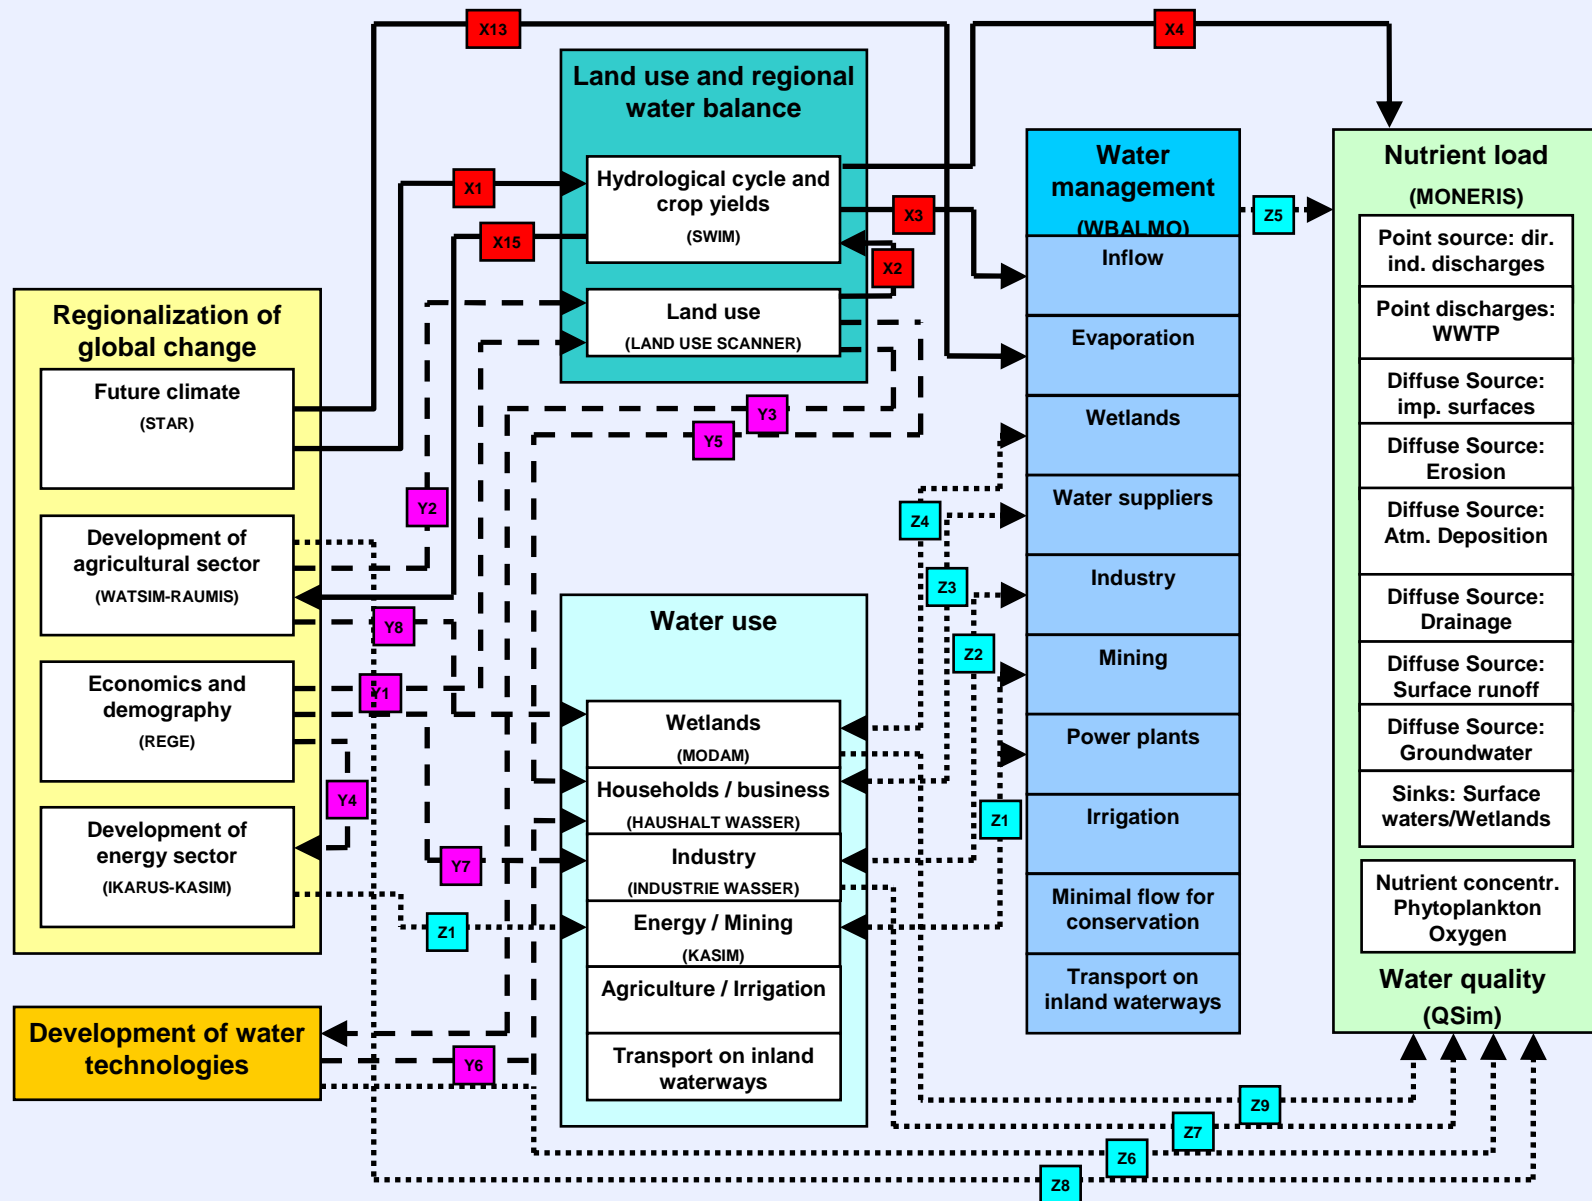 X13
X4
Land use and regional
water balance
Hydrological cycle and
crop yields
(SWIM)
X1
X15
X3
X2
Land use
(LAND USE SCANNER)
Water
management
(WBALMO)
Inflow
Evaporation
Wetlands
Water suppliers
Industry
Mining
Power plants
Irrigation
Minimal flow for
conservation
Transport on
inland waterways
Z5
Nutrient load
(MONERIS)
Point source: dir.
ind. discharges
Point discharges:
WWTP
Diffuse Source:
imp. surfaces
Diffuse Source:
Erosion
Diffuse Source:
Atm. Deposition
Diffuse Source:
Drainage
Diffuse Source:
Surface runoff
Diffuse Source:
Groundwater
Sinks: Surface
waters/Wetlands
Nutrient concentr.
Phytoplankton
Oxygen
Water quality
(QSim)
Regionalization of
global change
Future climate
(STAR)
Development of
agricultural sector
(WATSIM-RAUMIS)
Economics and
demography
(REGE)
Development of
energy sector
(IKARUS-KASIM)
Development of water
technologies
Y3
Y5
Y2
Y8
Y1
Y4
Y7
Z1
Y6
Water use
Wetlands
(MODAM)
Households / business
(HAUSHALT WASSER)
Industry
(INDUSTRIE WASSER)
Energy / Mining
(KASIM)
Agriculture / Irrigation
Transport on inland
waterways
Z4
Z3
Z2
Z1
Z9
Z7
Z6
Z8